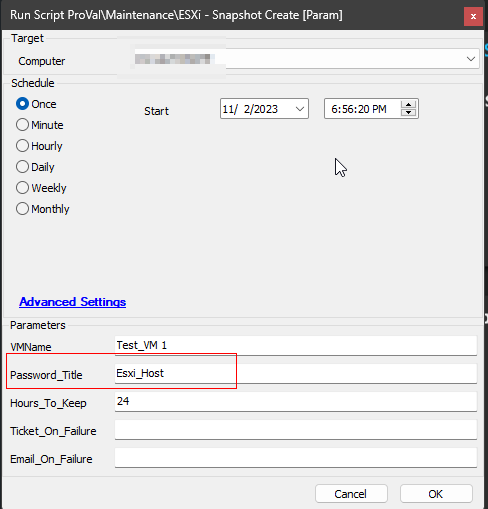 Run Script ProVal\Maintenance\ESXi - Snapshot Create [Param]
x
Target
Computer
Schedule
Once
Start
11/ 2/2023
6:56:20 PM
Minute
Hourly
Daily
Weekly
Monthly
Advanced Settings
Parameters
VMName
Test_VM 1
Password_Title
Esxi_Host
Hours_To_Keep
24
Ticket_On_Failure
Email_On_Failure
Cancel
OK